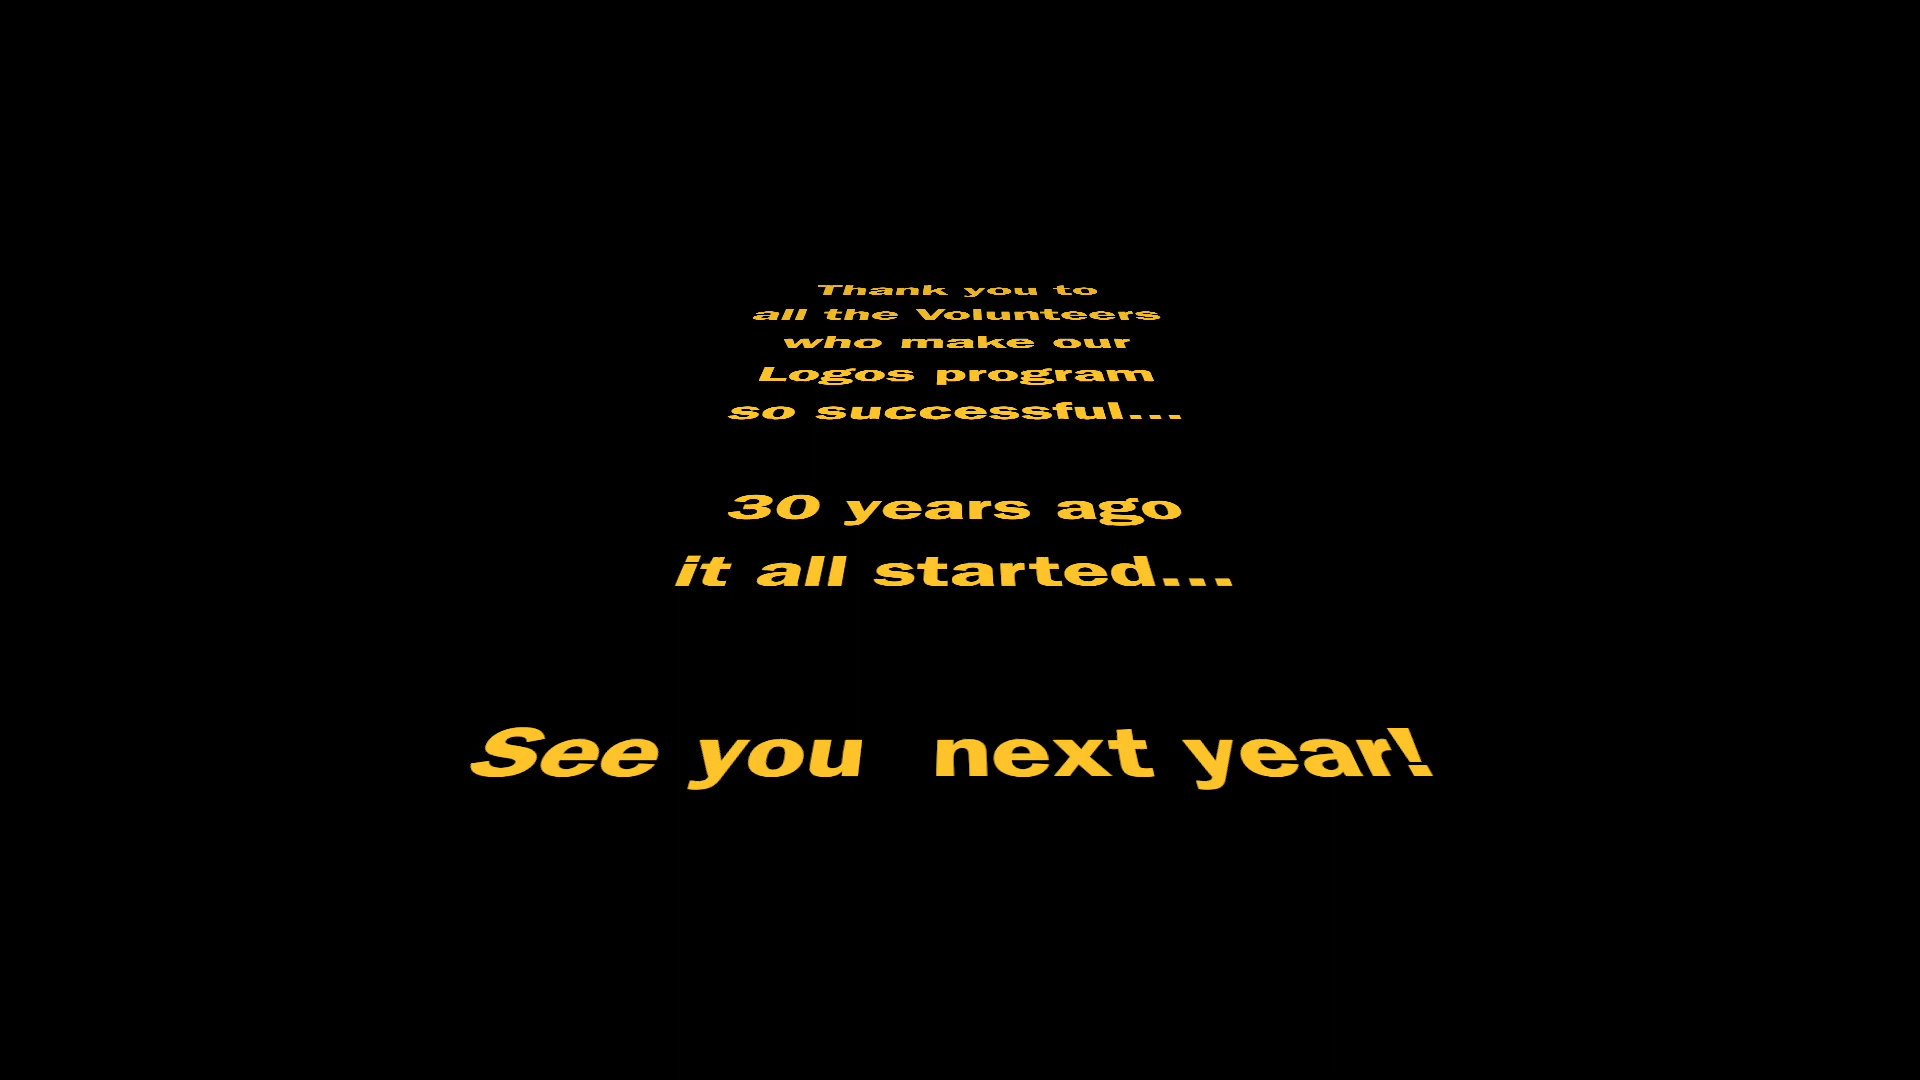 Thank you to
all the Volunteers
who make our
Logos program
so successful...
30 years ago
it all started...
See you  next year!